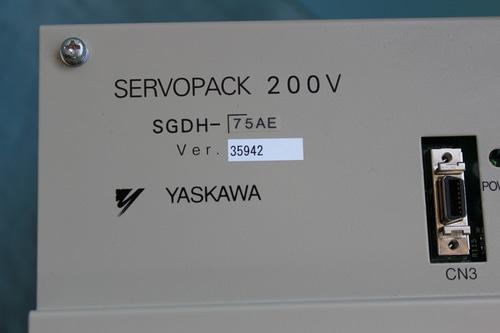 SERVOPACK 200V
SGDH-75AE
Ver. 35942
YASKAWA
CN3